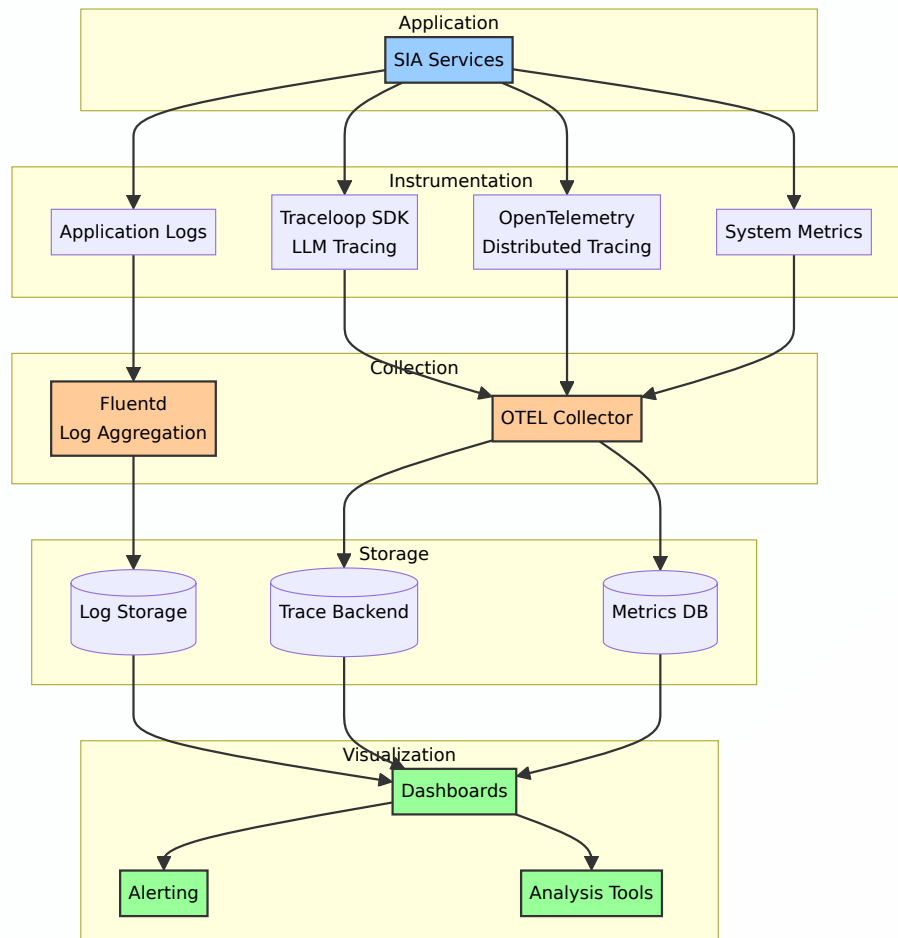 Application
SIA Services
Instrumentation
Application Logs
Traceloop SDK
LLM Tracing
OpenTelemetry
Distributed Tracing
System Metrics
Collection
Fluentd
Log Aggregation
OTEL Collector
Storage
Log Storage
Trace Backend
Metrics DB
Visualization
Dashboards
Alerting
Analysis Tools